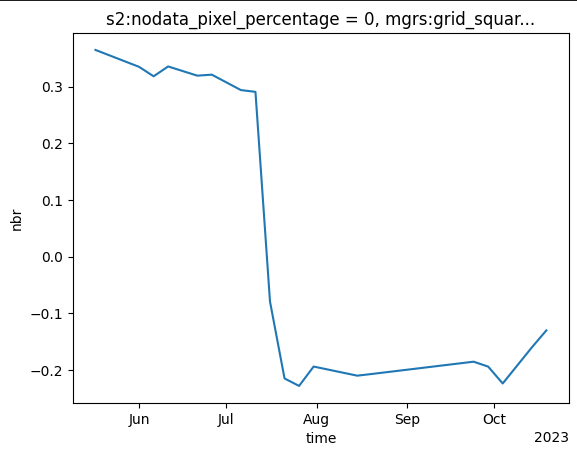 s2:nodata_pixel_percentage = 0, mgrs:grid_squar...
nbr
0.3
0.2
0.1
0.0
−0.1
−0.2
Jun Jul Aug Sep Oct
time
2023